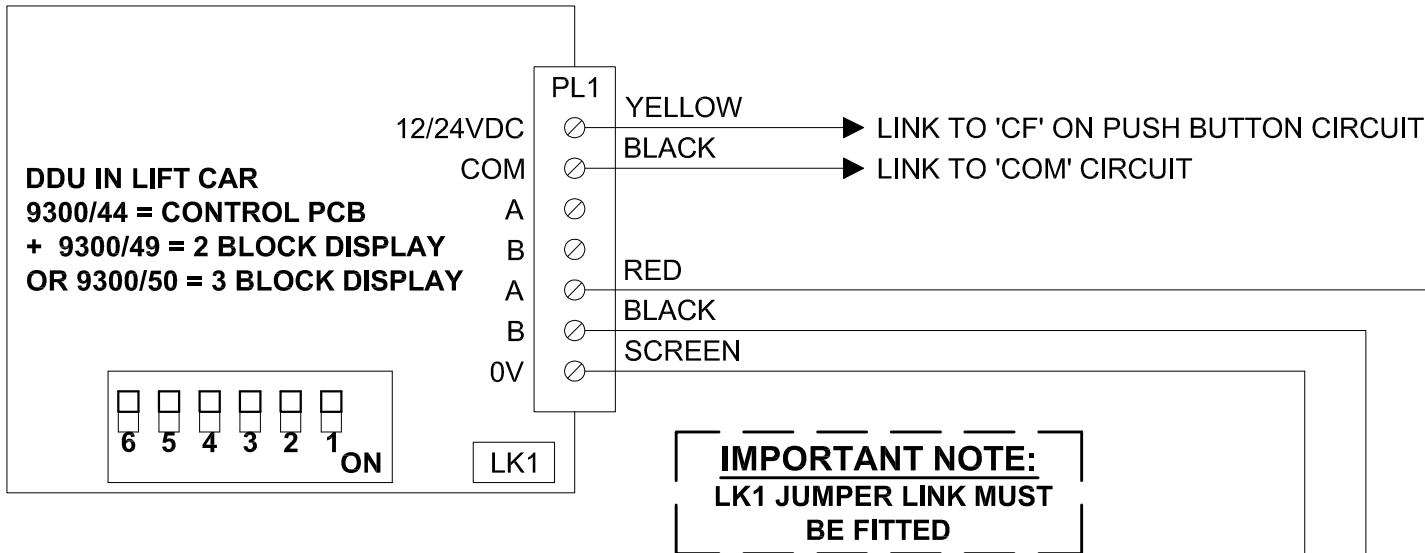 PL1
12/24VDC YELLOW LINK TO 'CF' ON PUSH BUTTON CIRCUIT
COM BLACK LINK TO 'COM' CIRCUIT
DDU IN LIFT CAR
9300/44 = CONTROL PCB
+ 9300/49 = 2 BLOCK DISPLAY
OR 9300/50 = 3 BLOCK DISPLAY
A
B
A RED
B BLACK
0V SCREEN
6 5 4 3 2 1 ON
LK1
IMPORTANT NOTE:
LK1 JUMPER LINK MUST
BE FITTED